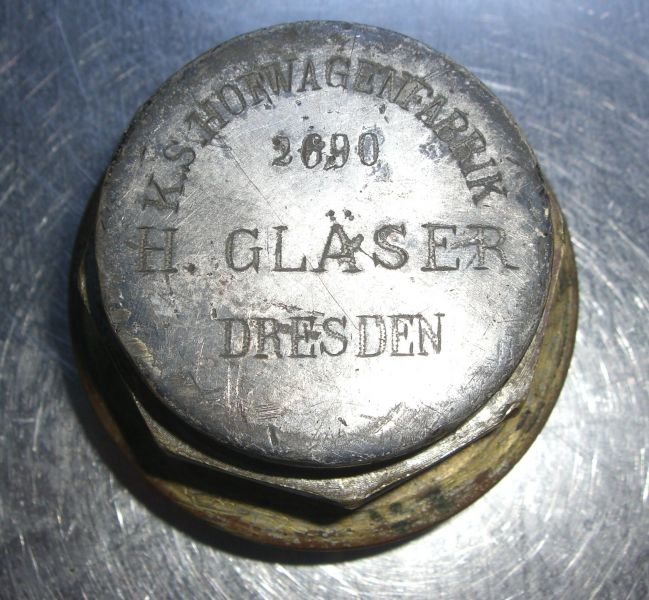 K.S. HOFWAGENFABRIK
2690
H. GLÄSER
DRESDEN